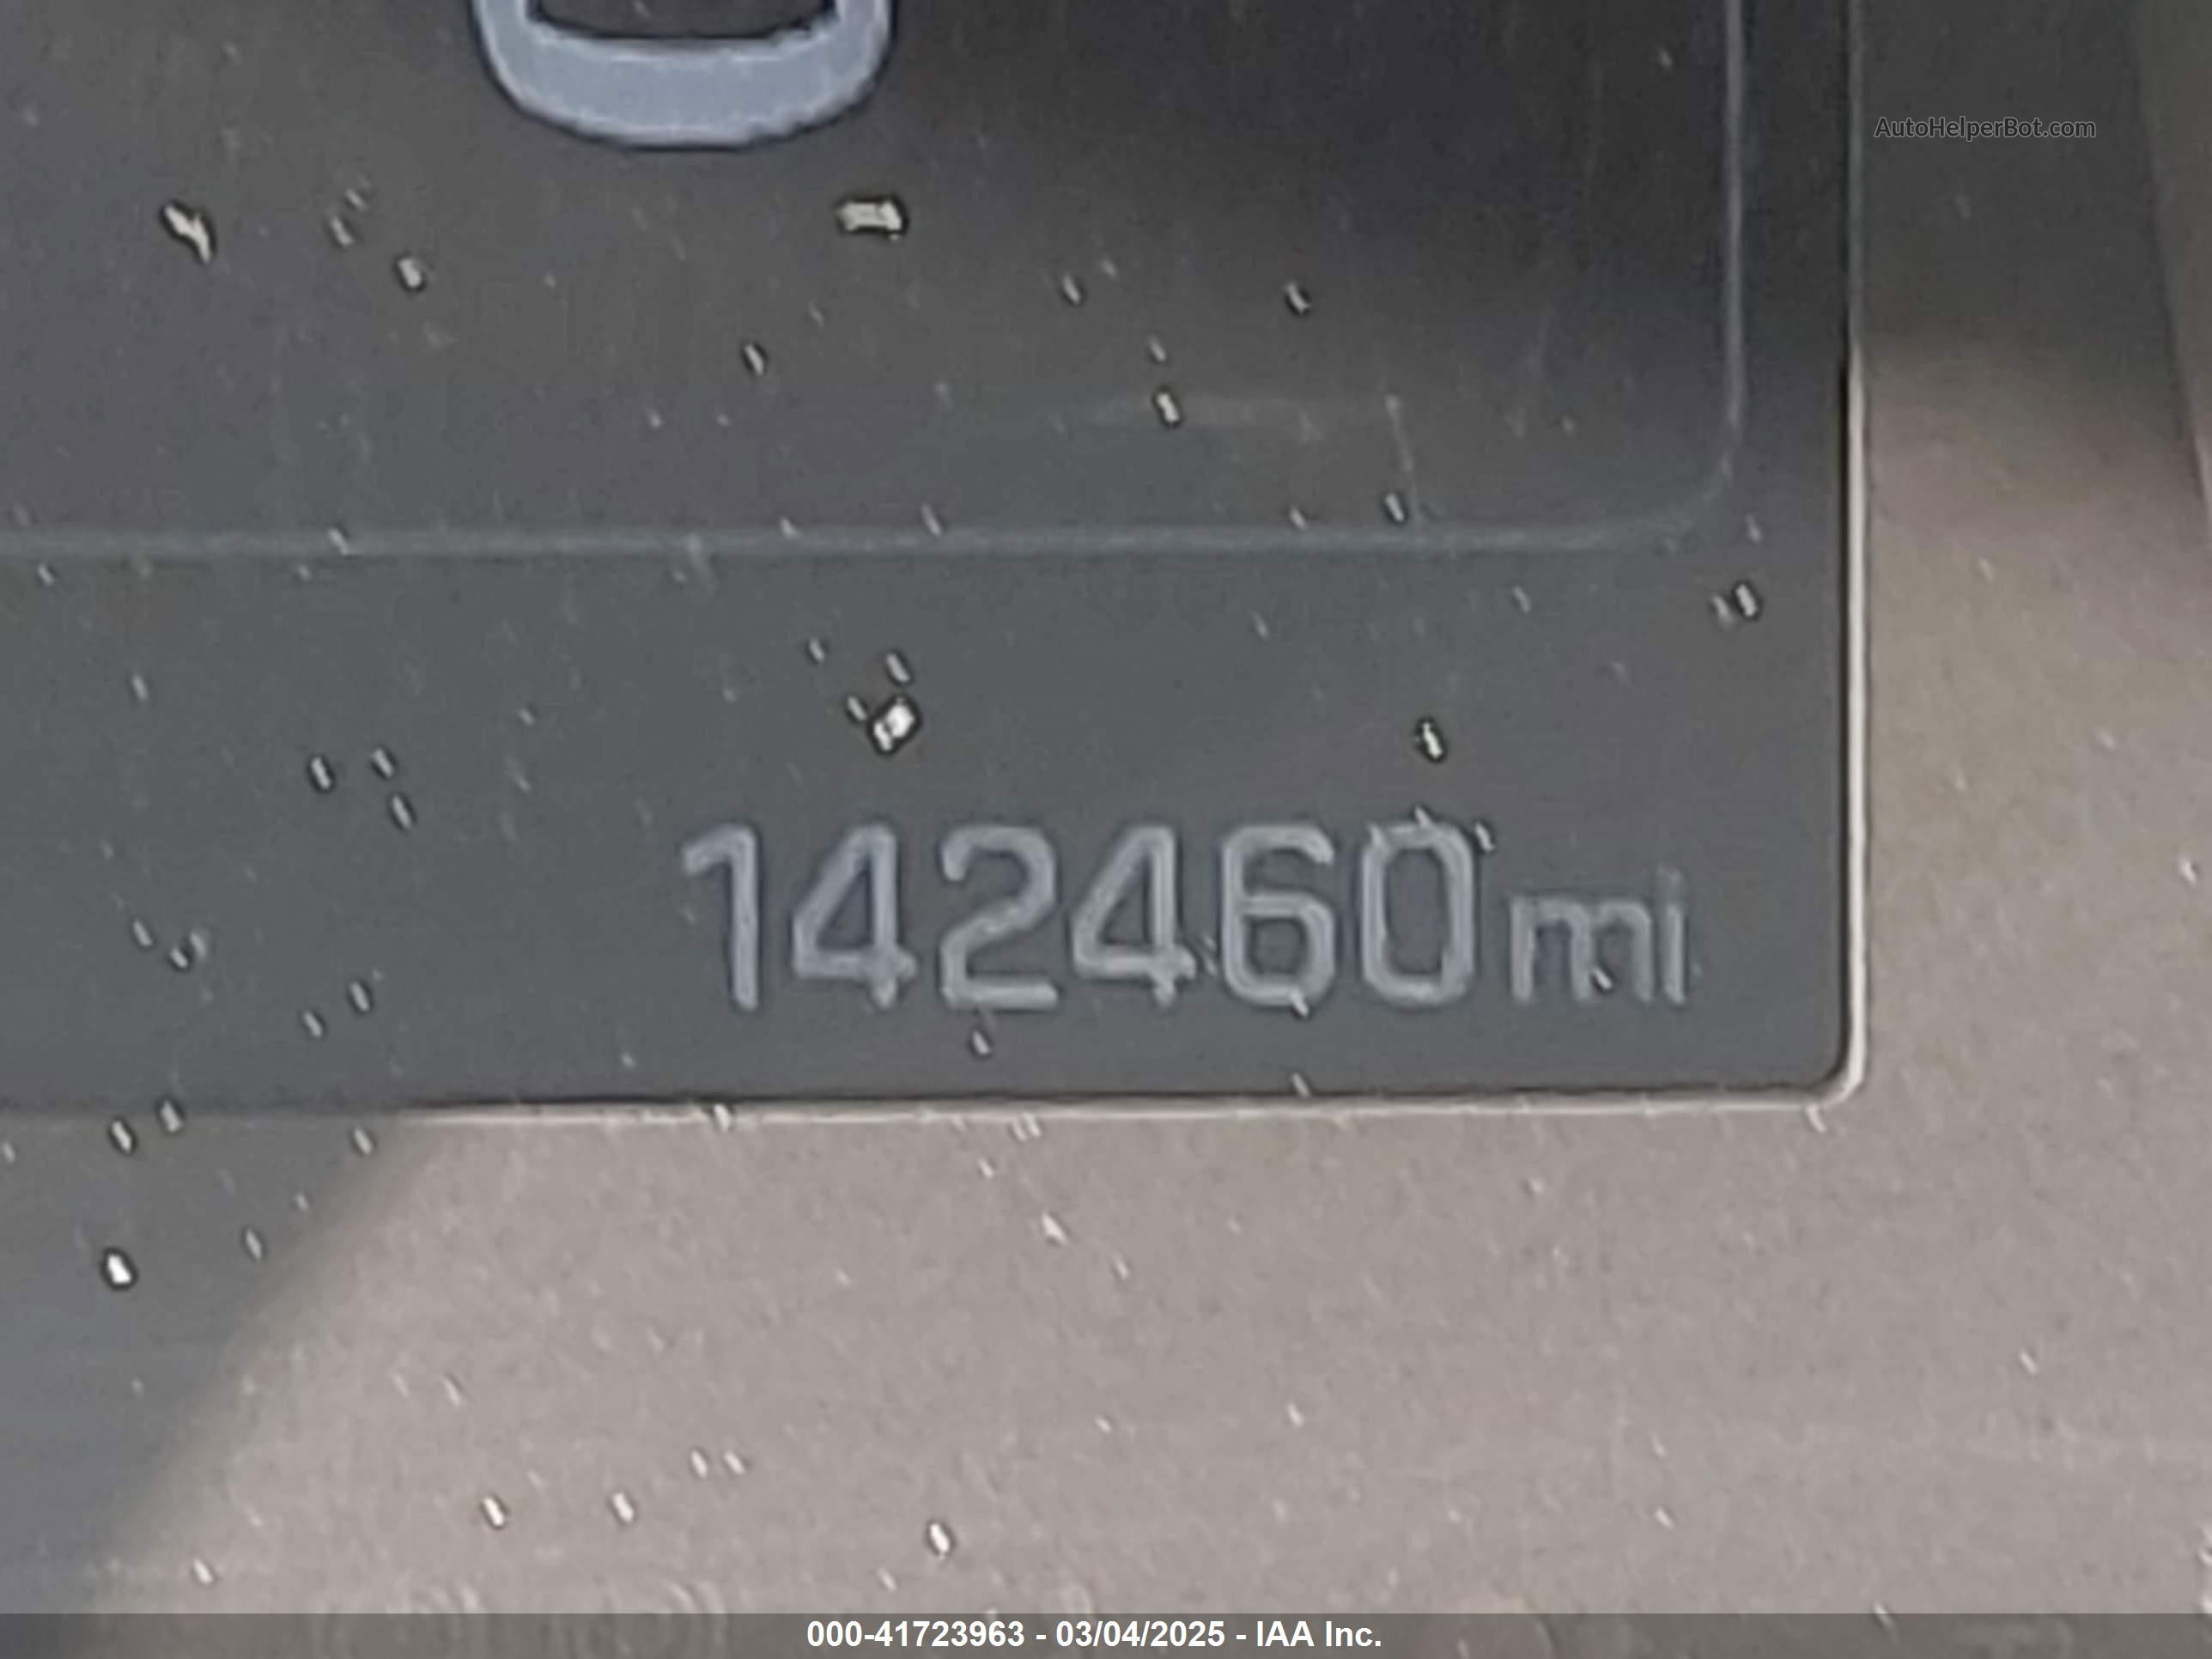 AutoHelperBot.com
142460mi
000-41723963 - 03/04/2025 - IAA Inc.